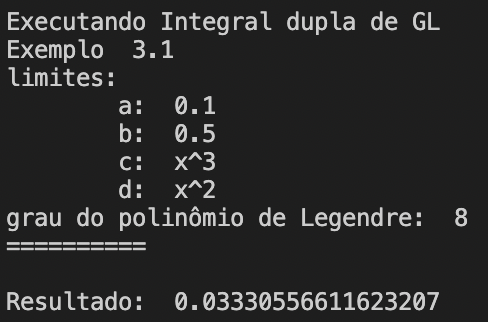 Executando Integral dupla de GL
Exemplo  3.1
limites:
        a:  0.1
        b:  0.5
        c:  x^3
        d:  x^2
grau do polinômio de Legendre:  8
==========

Resultado:  0.03330556611623207